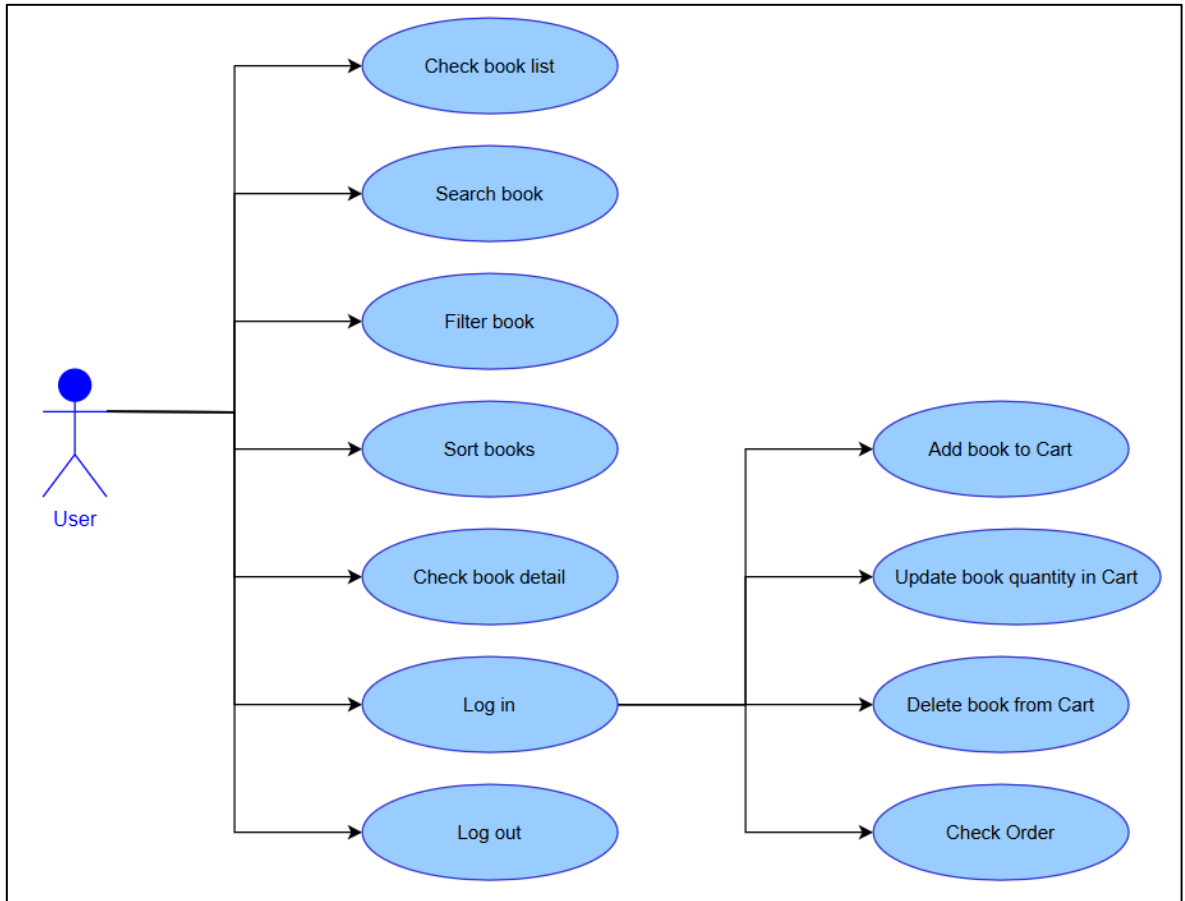 Check book list
Search book
Filter book
Sort books
Add book to Cart
User
Check book detail
Update book quantity in Cart
Log in
Delete book from Cart
Log out
Check Order